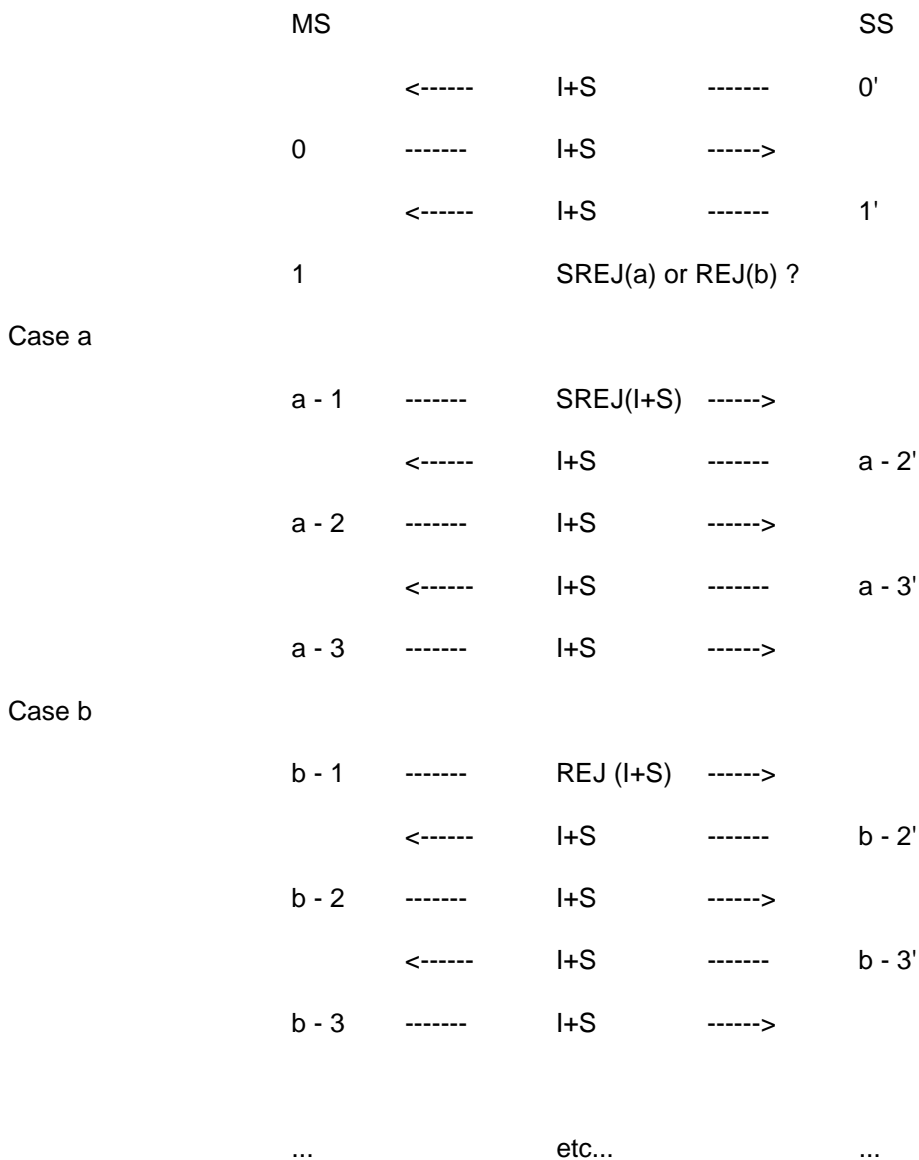 MS SS
<------ I+S ------- 0'
0 ------- I+S ------>
<------ I+S ------- 1'
1 SREJ(a) or REJ(b) ?
Case a
a - 1 ------- SREJ(I+S) ------>
<------ I+S ------- a - 2'
a - 2 ------- I+S ------>
<------ I+S ------- a - 3'
a - 3 ------- I+S ------>
Case b
b - 1 ------- REJ (I+S) ------>
<------ I+S ------- b - 2'
b - 2 ------- I+S ------>
<------ I+S ------- b - 3'
b - 3 ------- I+S ------>
... etc... ...